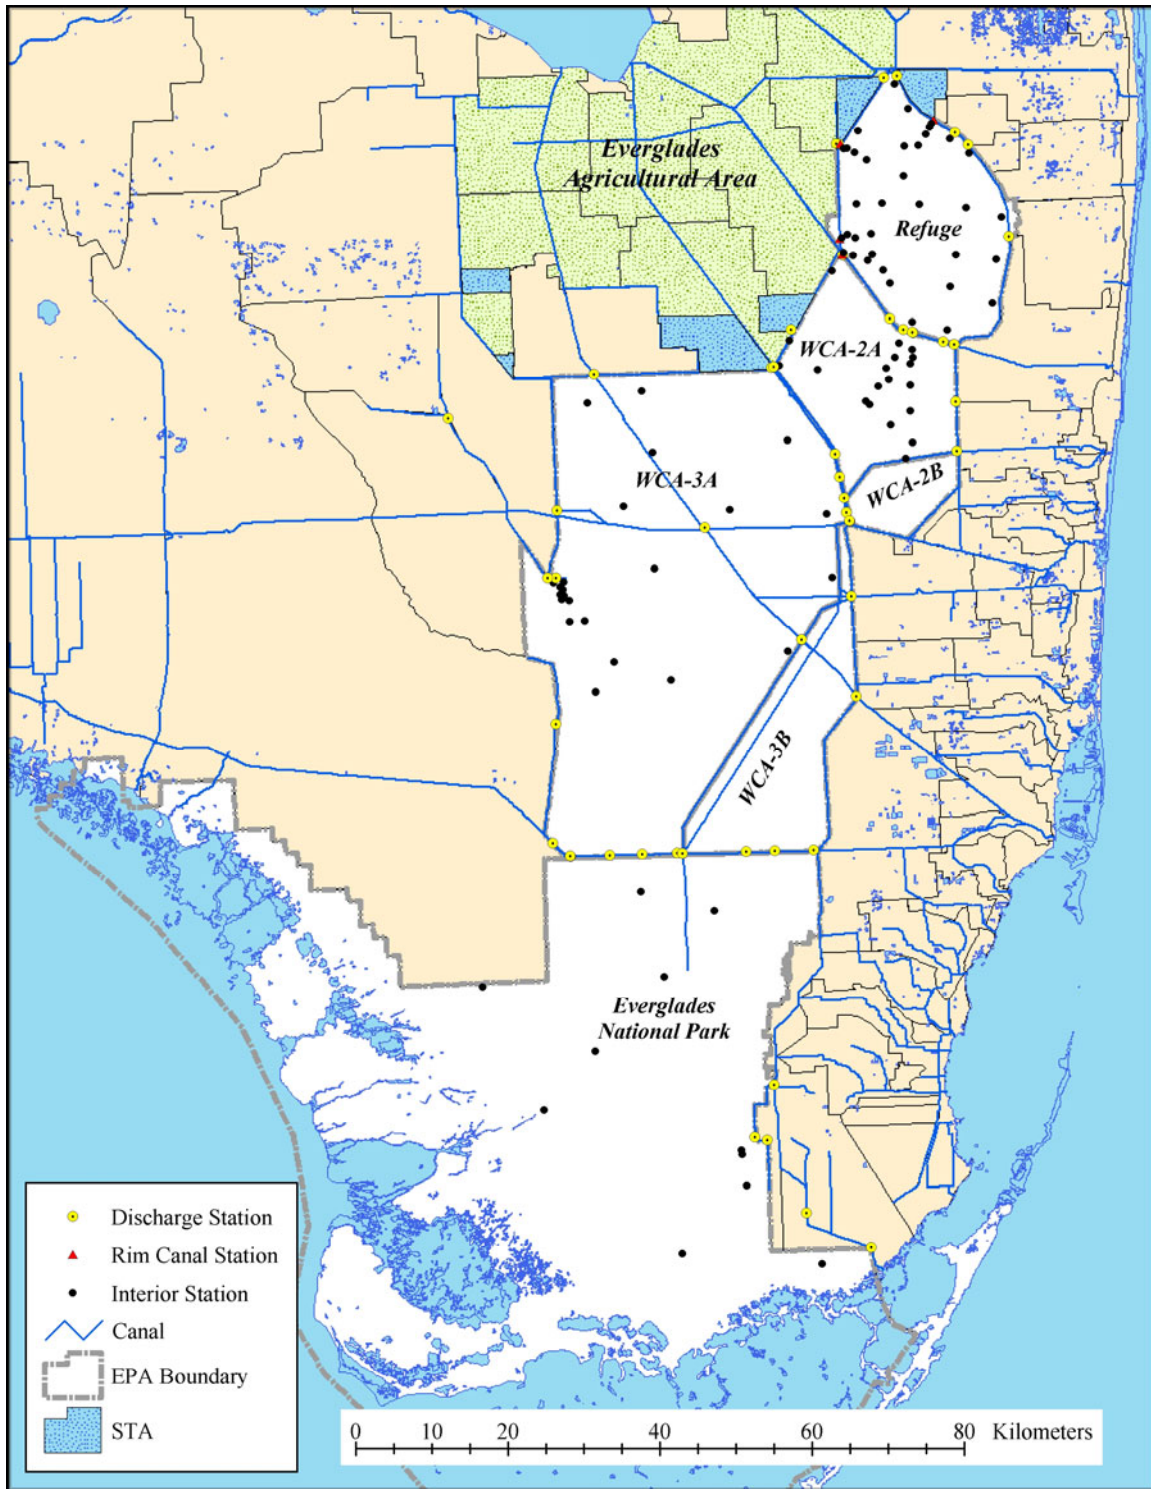 Everglades
Agricultural Area
Refuge
WCA-2A
WCA-2B
WCA-3A
WCA-3B
Everglades
National Park
Discharge Station
Rim Canal Station
Interior Station
Canal
EPA Boundary
STA
0 10 20 40 60 80 Kilometers